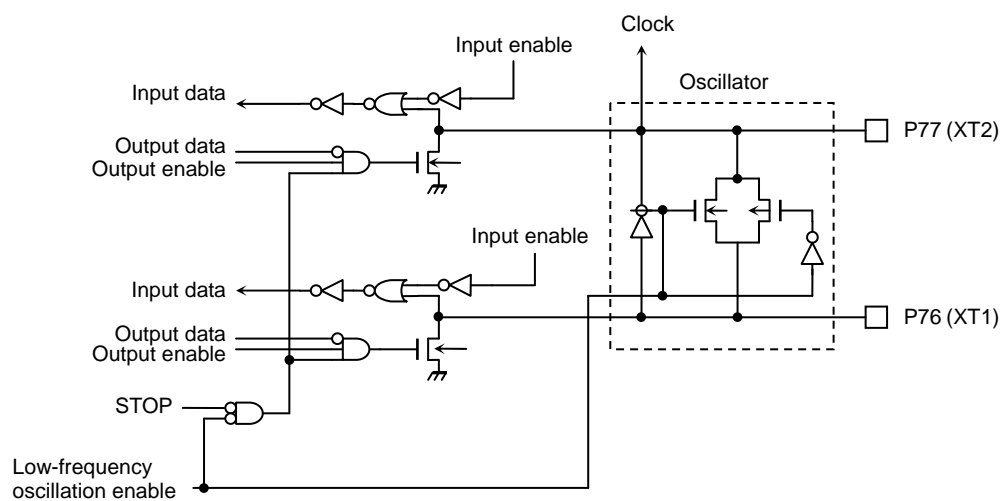 Clock
Input enable
Oscillator
Input data
P77 (XT2)
Output data
Output enable
Input enable
Input data
P76 (XT1)
Output data
Output enable
STOP
Low-frequency
oscillation enable